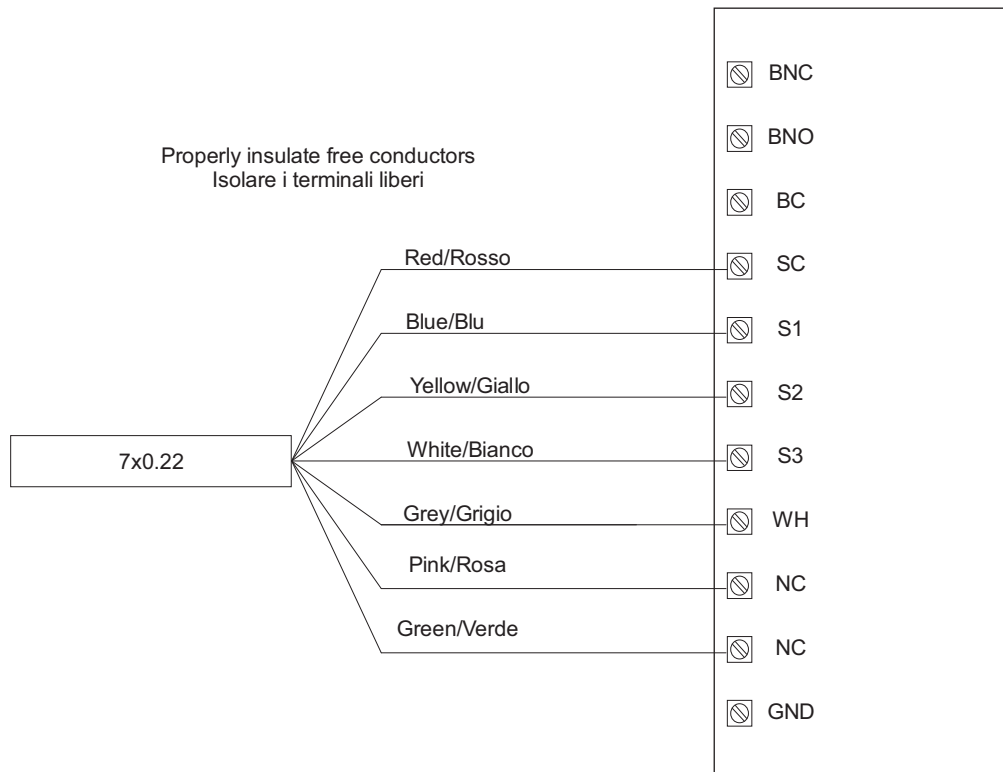 BNC
BNO
Properly insulate free conductors
Isolare i terminali liberi
BC
Red/Rosso
SC
Blue/Blu
S1
Yellow/Giallo
S2
White/Bianco
S3
7x0.22
Grey/Grigio
WH
Pink/Rosa
NC
Green/Verde
NC
GND